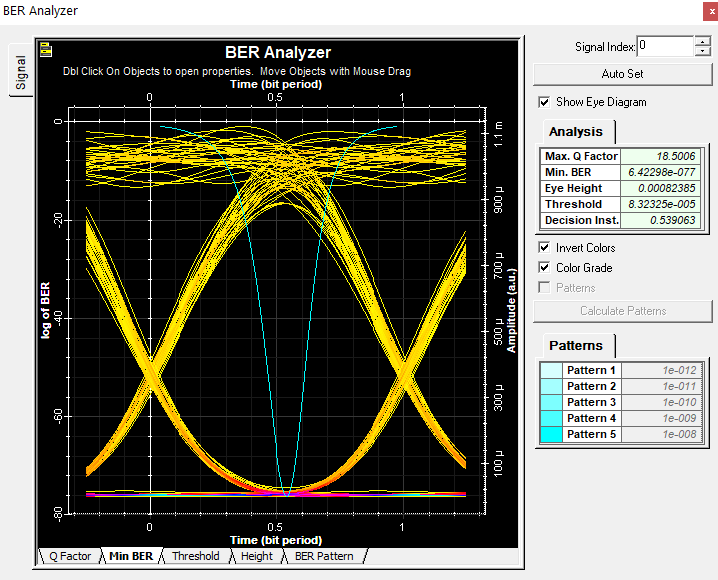 BER Analyzer
x
Signal
BER Analyzer
Dbl Click On Objects to open properties. Move Objects with Mouse Drag
Time (bit period)
0 0.5 1
0
-20
-40
-60
-80
log of BER
1.1 m
900 µ
700 µ
500 µ
300 µ
100 µ
Amplitude (a.u.)
0 0.5 1
Time (bit period)
Q Factor Min BER Threshold Height BER Pattern
Signal Index: 0
Auto Set
Show Eye Diagram
Analysis
Max. Q Factor 18.5006
Min. BER 6.42298e-077
Eye Height 0.00082385
Threshold 8.32325e-005
Decision Inst. 0.539063
Invert Colors
Color Grade
Patterns
Calculate Patterns
Patterns
Pattern 1 1e-012
Pattern 2 1e-011
Pattern 3 1e-010
Pattern 4 1e-009
Pattern 5 1e-008